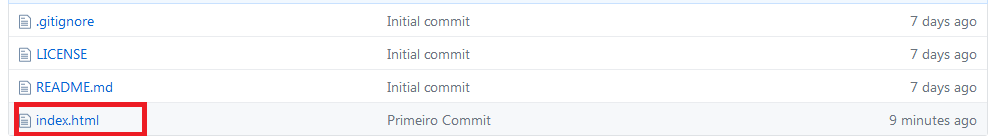 .gitignore Initial commit 7 days ago
LICENSE Initial commit 7 days ago
README.md Initial commit 7 days ago
index.html Primeiro Commit 9 minutes ago